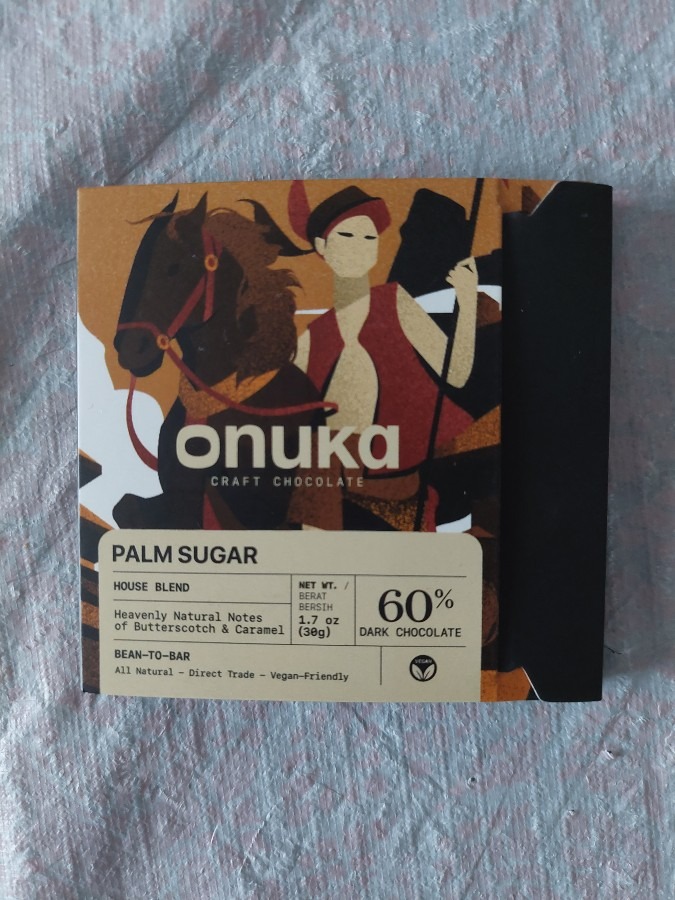 onuka
CRAFT CHOCOLATE
PALM SUGAR
HOUSE BLEND
Heavenly Natural Notes
of Butterscotch & Caramel
NET WT. /
BERAT
BERSIH
1.7 oz
(30g)
60%
DARK CHOCOLATE
BEAN–TO–BAR
All Natural – Direct Trade – Vegan–Friendly
VEGAN